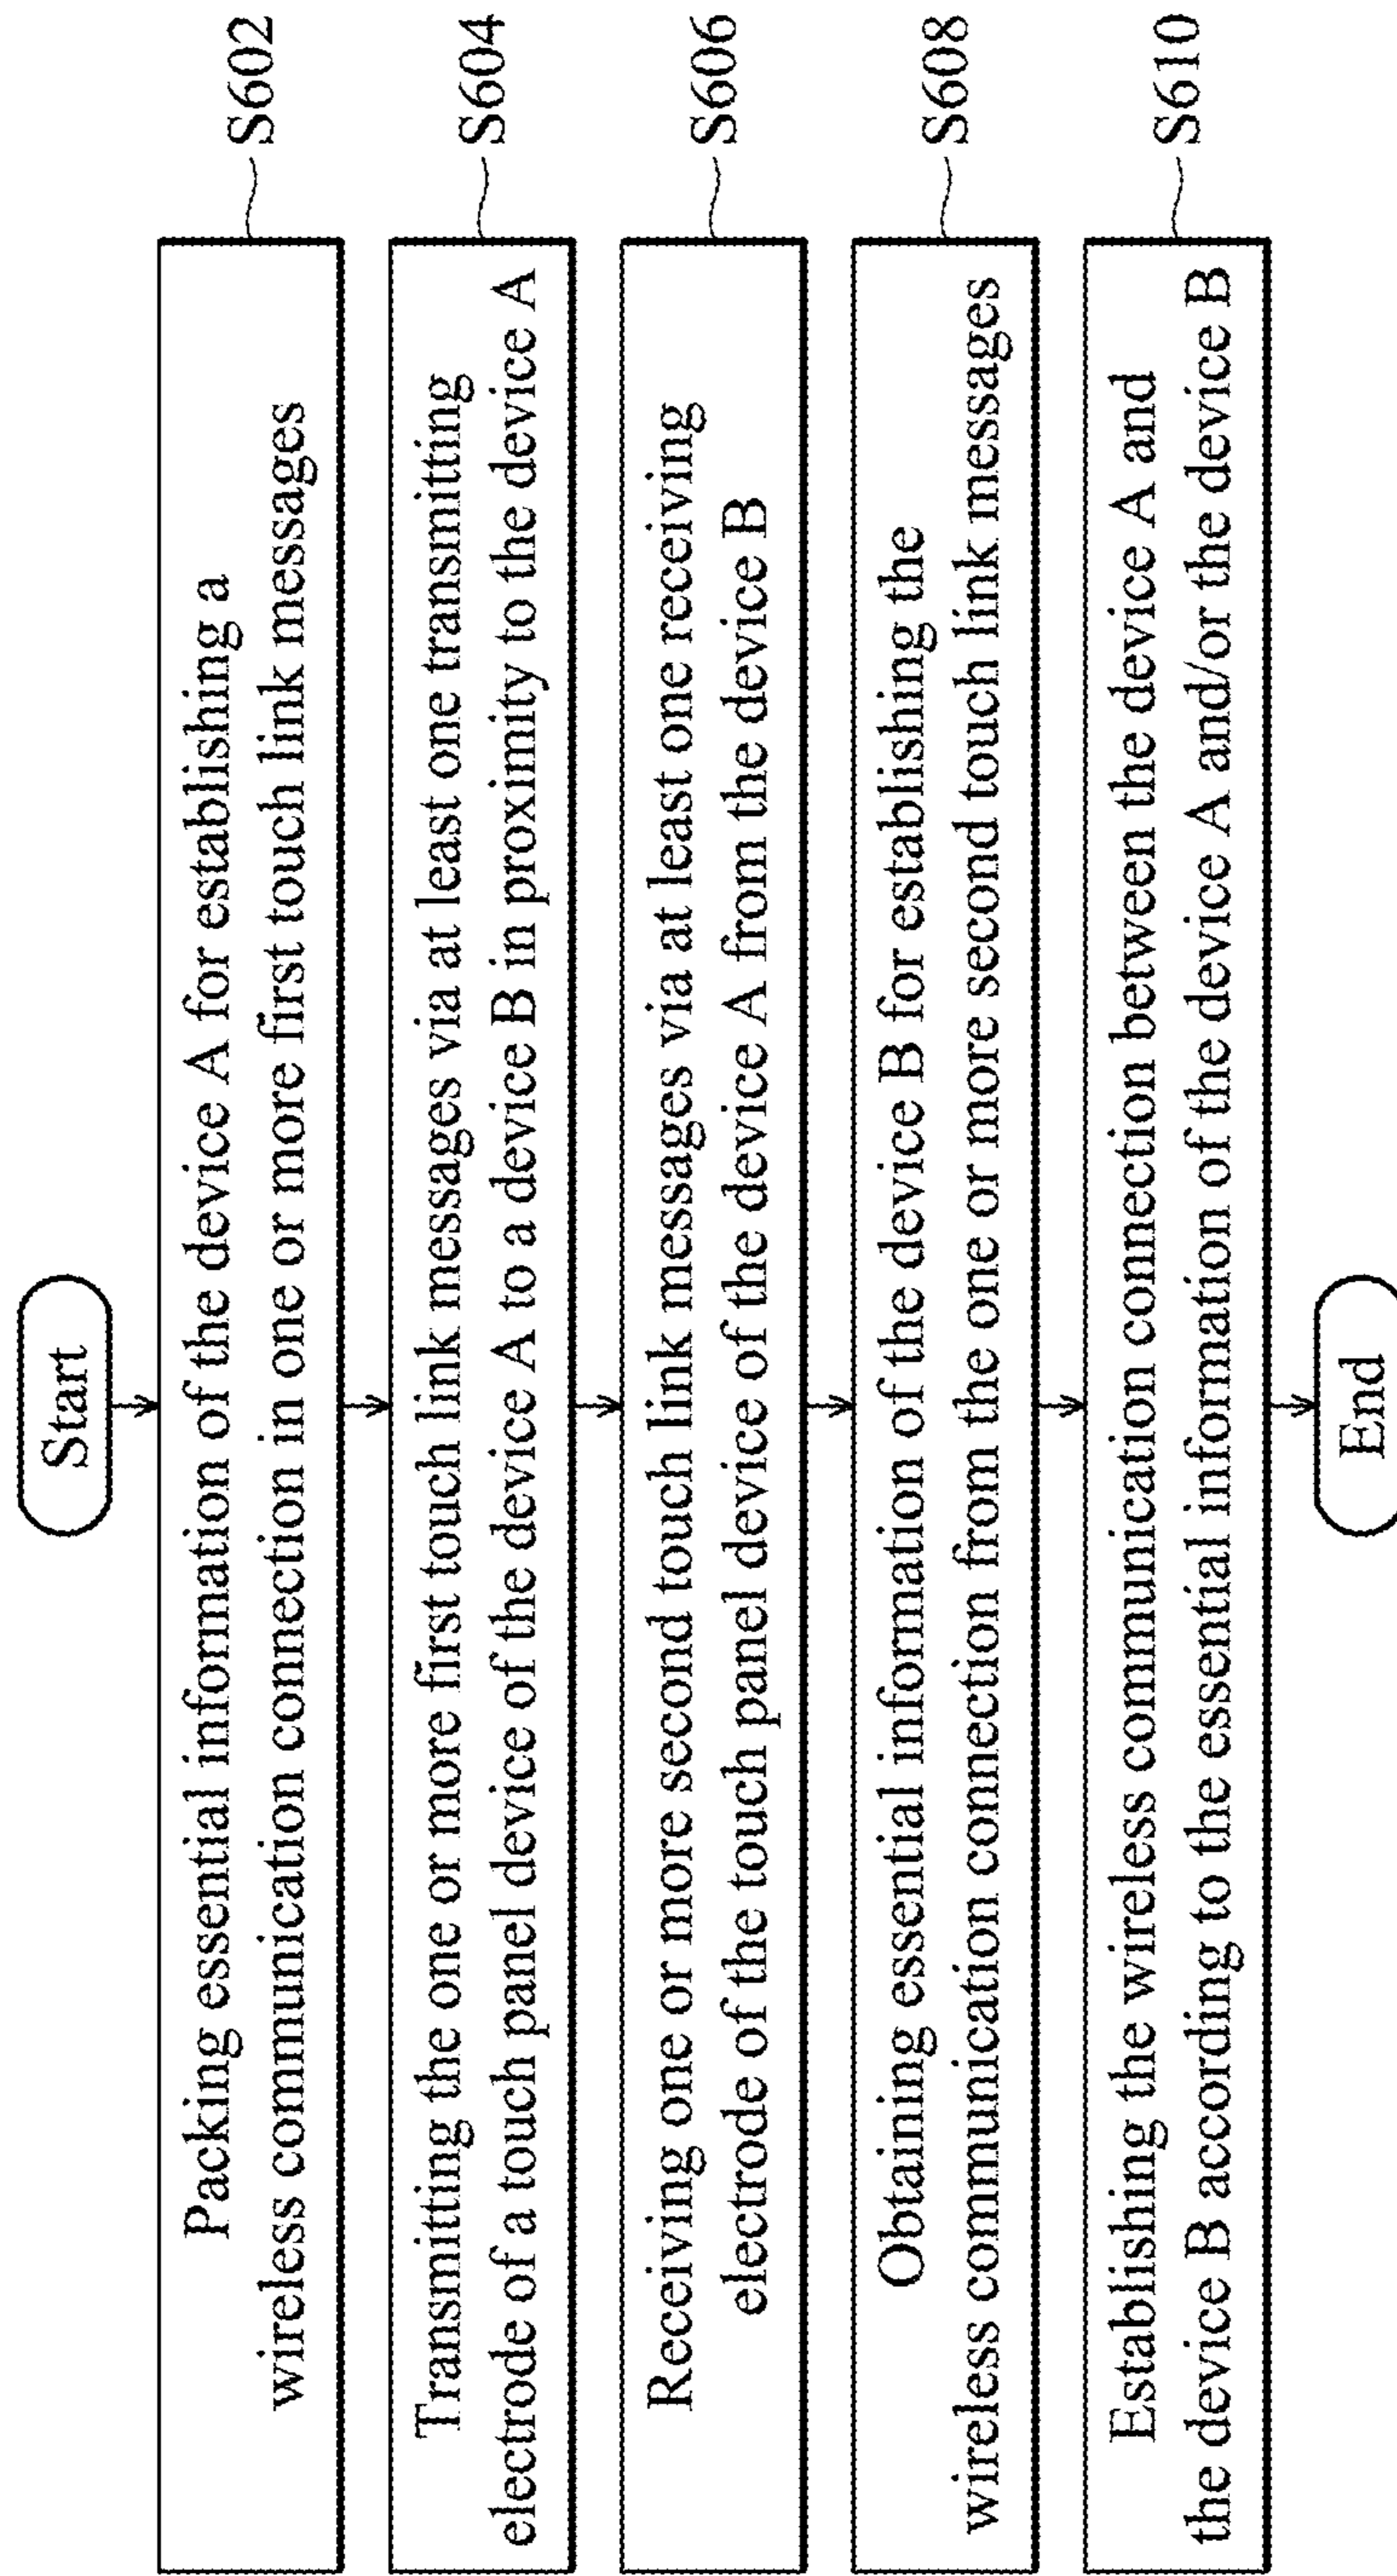 Start
Packing essential information of the device A for establishing a
wireless communication connection in one or more first touch link messages
S602
Transmitting the one or more first touch link messages via at least one transmitting
electrode of a touch panel device of the device A to a device B in proximity to the device A
S604
Receiving one or more second touch link messages via at least one receiving
electrode of the touch panel device of the device A from the device B
S606
Obtaining essential information of the device B for establishing the
wireless communication connection from the one or more second touch link messages
S608
Establishing the wireless communication connection between the device A and
the device B according to the essential information of the device A and/or the device B
S610
End